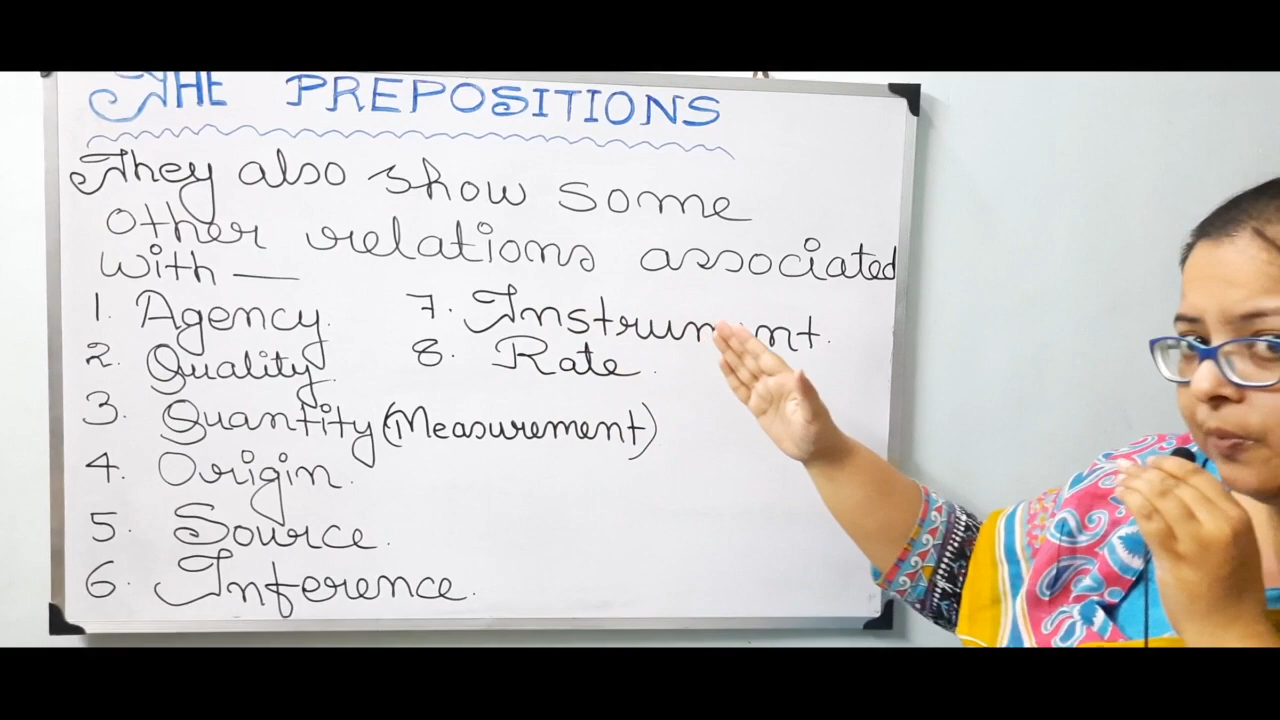 THE PREPOSITIONS
They also show some
other relations associated
with —
1. Agency. 7. Instrument.
2. Quality. 8. Rate.
3. Quantity (Measurement)
4. Origin.
5. Source.
6. Inference.